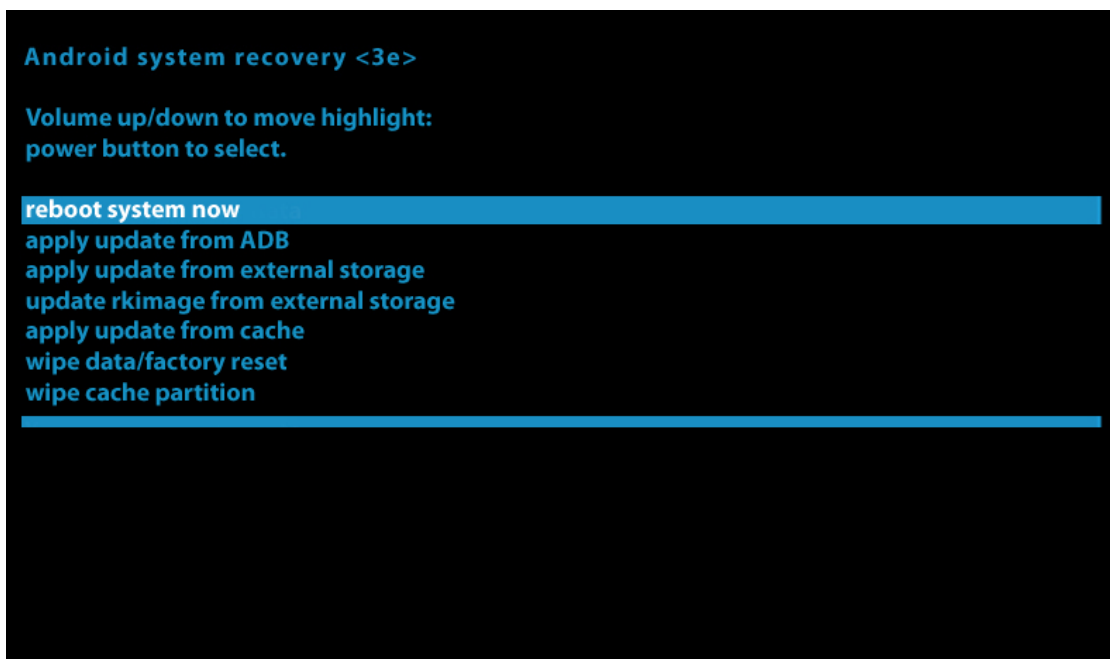 Android system recovery <3e>
Volume up/down to move highlight:
power button to select.
reboot system now
apply update from ADB
apply update from external storage
update rkimage from external storage
apply update from cache
wipe data/factory reset
wipe cache partition